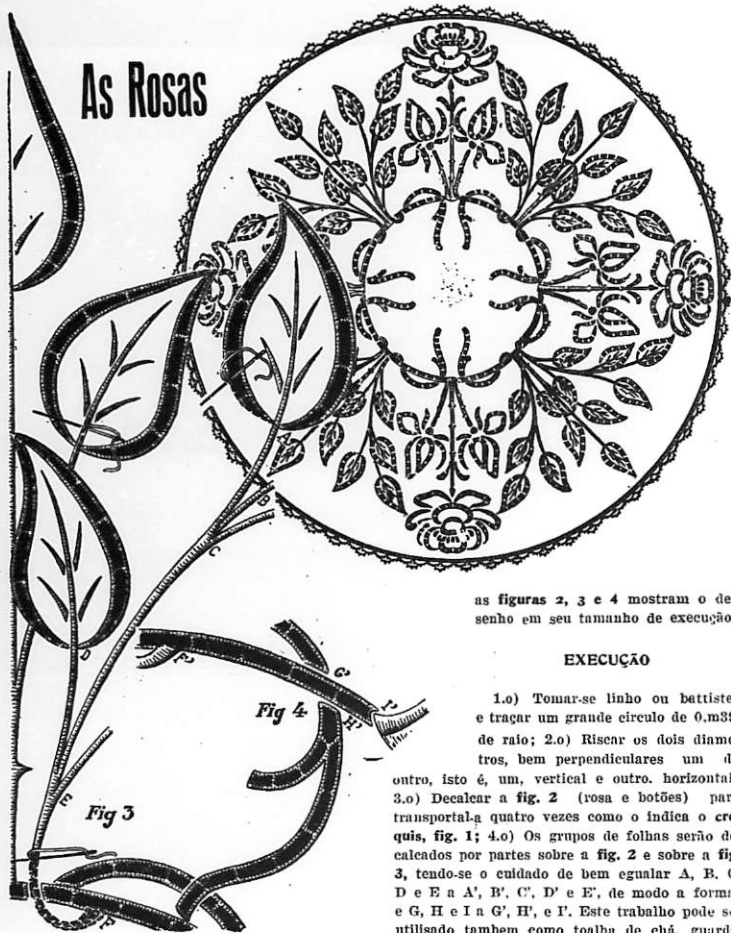 As Rosas
A
B
C
D
E
F'
G'
H'
I'
F
Fig 4
Fig 3
as figuras 2, 3 e 4 mostram o de
senho em seu tamanho de execução
EXECUÇÃO
1.o) Tomar-se linho ou battiste
e traçar um grande circulo de
de raio; 2.o) Riscar os dois diame
tros, bem perpendiculares um d
outro, isto é, um, vertical e outro. horizontal
3.o) Decalcar a fig. 2 (rosa e botões) par
transportal-a quatro vezes como o indica o cro
quis, fig. 1; 4.o) Os grupos de folhas serão de
calcados por partes sobre a fig. 2 e sobre a fig
3, tendo-se o cuidado de bem egualar A, B. C
D e E a A', B', C', D' e E', de modo a forma
e G, H e I a G', H', e I'. Este trabalho pode se
utilisado tambem como toalha de chá, guard